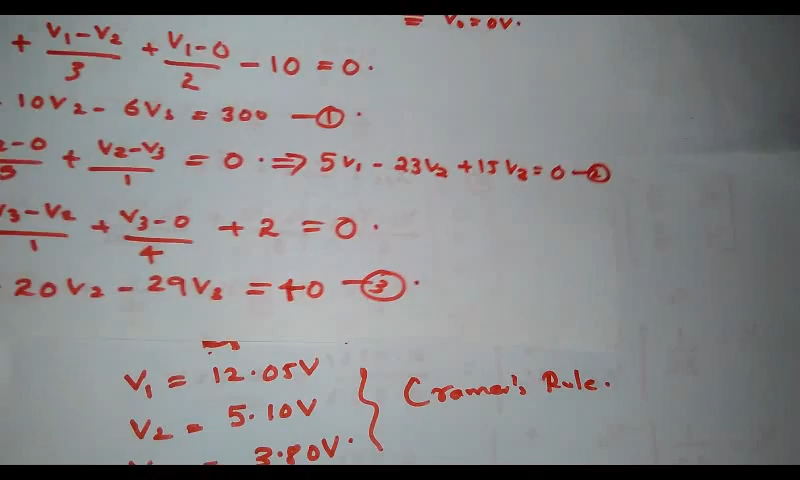 = V₀ = 0V.
+ (V₁ - V₂)/3 + (V₁ - 0)/2 - 10 = 0.
10V₂ - 6V₃ = 300 — ①.
2 - 0 + (V₂ - V₃)/1 = 0. ⇒ 5V₁ - 23V₂ + 15V₃ = 0 — ②
(V₃ - V₂)/1 + (V₃ - 0)/4 + 2 = 0.
20V₂ - 29V₃ = 40 — ③.
V₁ = 12.05V
V₂ = 5.10V } Cramer's Rule.
= 3.80V.